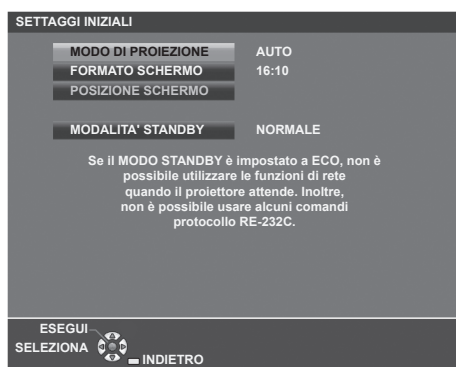 SETTAGGI INIZIALI
MODO DI PROIEZIONE AUTO
FORMATO SCHERMO 16:10
POSIZIONE SCHERMO
MODALITA' STANDBY NORMALE
Se il MODO STANDBY è impostato a ECO, non è
possibile utilizzare le funzioni di rete
quando il proiettore attende. Inoltre,
non è possibile usare alcuni comandi
protocollo RE-232C.
ESEGUI
SELEZIONA
INDIETRO